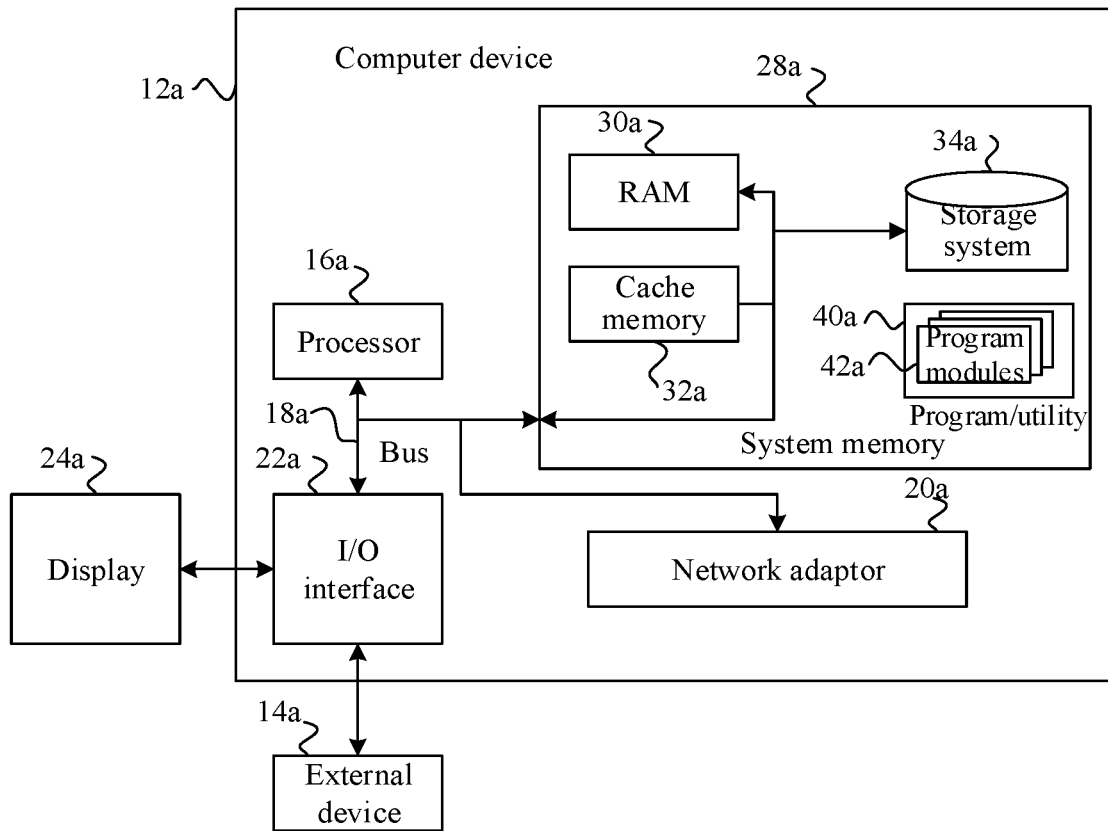 Computer device
12a
28a
30a
34a
RAM
Storage
system
16a
Cache
memory
40a
Program
modules
42a
Processor
32a
18a
Program/utility
Bus
System memory
24a
22a
20a
Display
I/O
interface
Network adaptor
14a
External
device